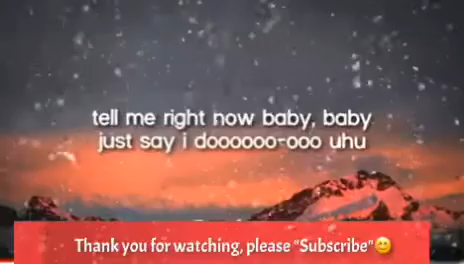 tell me right now baby, baby
just say i doooooo-ooo uhu
Thank you for watching, please "Subscribe"😊